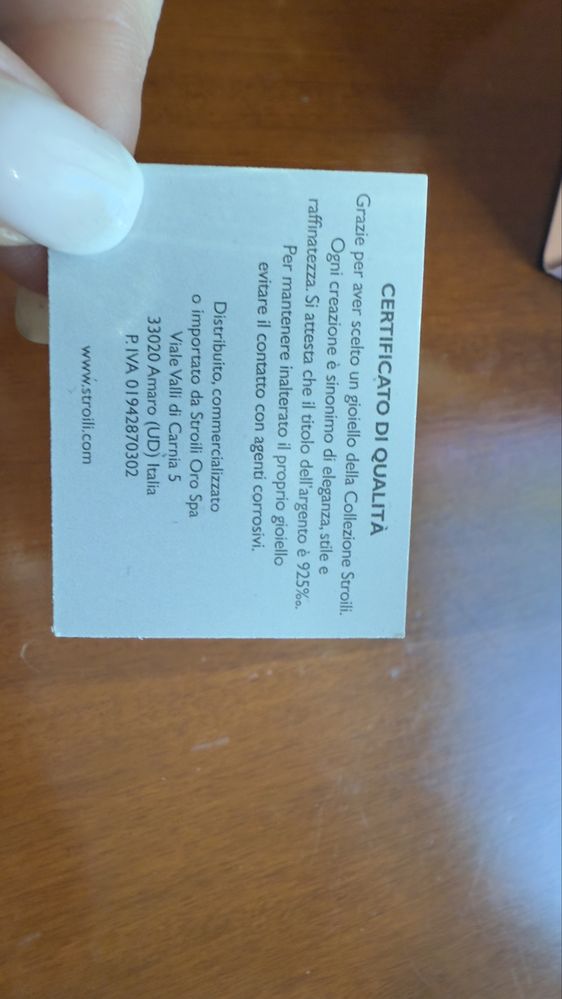 CERTIFICATO DI QUALITÀ
Grazie per aver scelto un gioiello della Collezione Stroili.
Ogni creazione è sinonimo di eleganza, stile e
raffinatezza. Si attesta che il titolo dell'argento è 925‰.
Per mantenere inalterato il proprio gioiello
evitare il contatto con agenti corrosivi.
Distribuito, commercializzato
o importato da Stroili Oro Spa
Viale Valli di Carnia 5
33020 Amaro (UD) Italia
P.IVA 01942870302
www.stroili.com